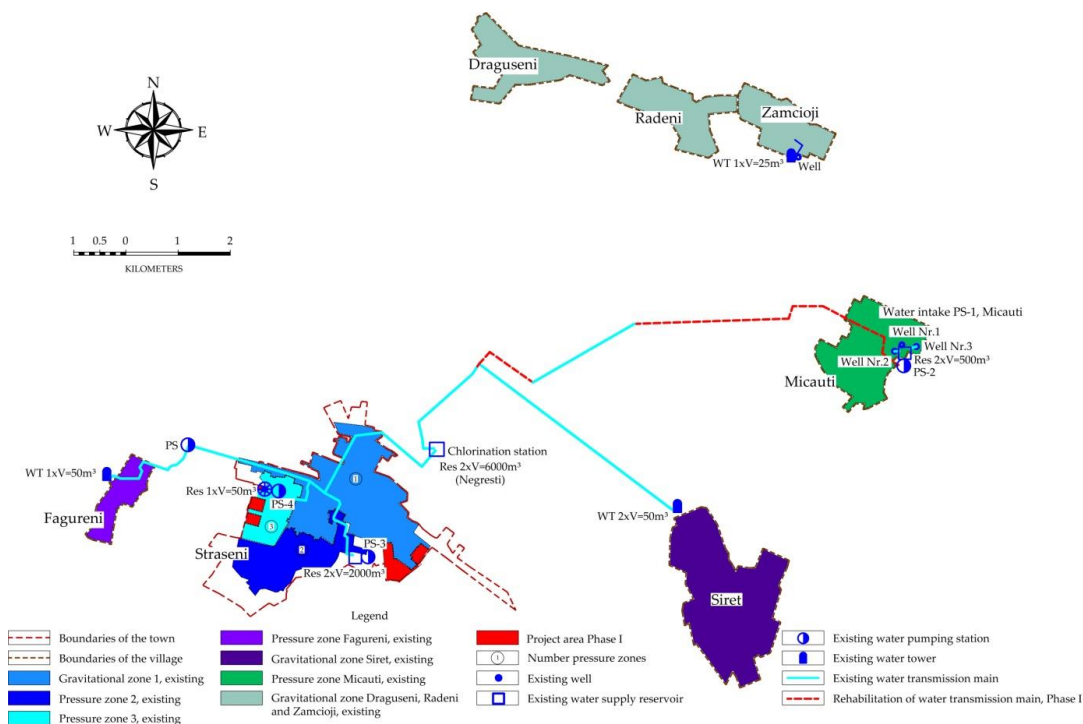 Draguseni
Radeni
Zamcioji
WT 1xV=25m³
Well
N
W
E
S
1 0.5 0 1 2
KILOMETERS
Water intake PS-1, Micauti
Well Nr.1
Well Nr.3
Well Nr.2
Res 2xV=500m³
PS-2
Micauti
PS
Chlorination station
Res 2xV=6000m³
(Negresti)
WT 1xV=50m³
Fagureni
Res 1xV=50m³
PS-4
1
3
2
Straseni
PS-3
Res 2xV=2000m³
WT 2xV=50m³
Siret
Legend
Boundaries of the town
Boundaries of the village
Gravitational zone 1, existing
Pressure zone 2, existing
Pressure zone 3, existing
Pressure zone Fagureni, existing
Gravitational zone Siret, existing
Pressure zone Micauti, existing
Gravitational zone Draguseni, Radeni
and Zamcioji, existing
Project area Phase I
1
Number pressure zones
Existing well
Existing water supply reservoir
Existing water pumping station
Existing water tower
Existing water transmission main
Rehabilitation of water transmission main, Phase I